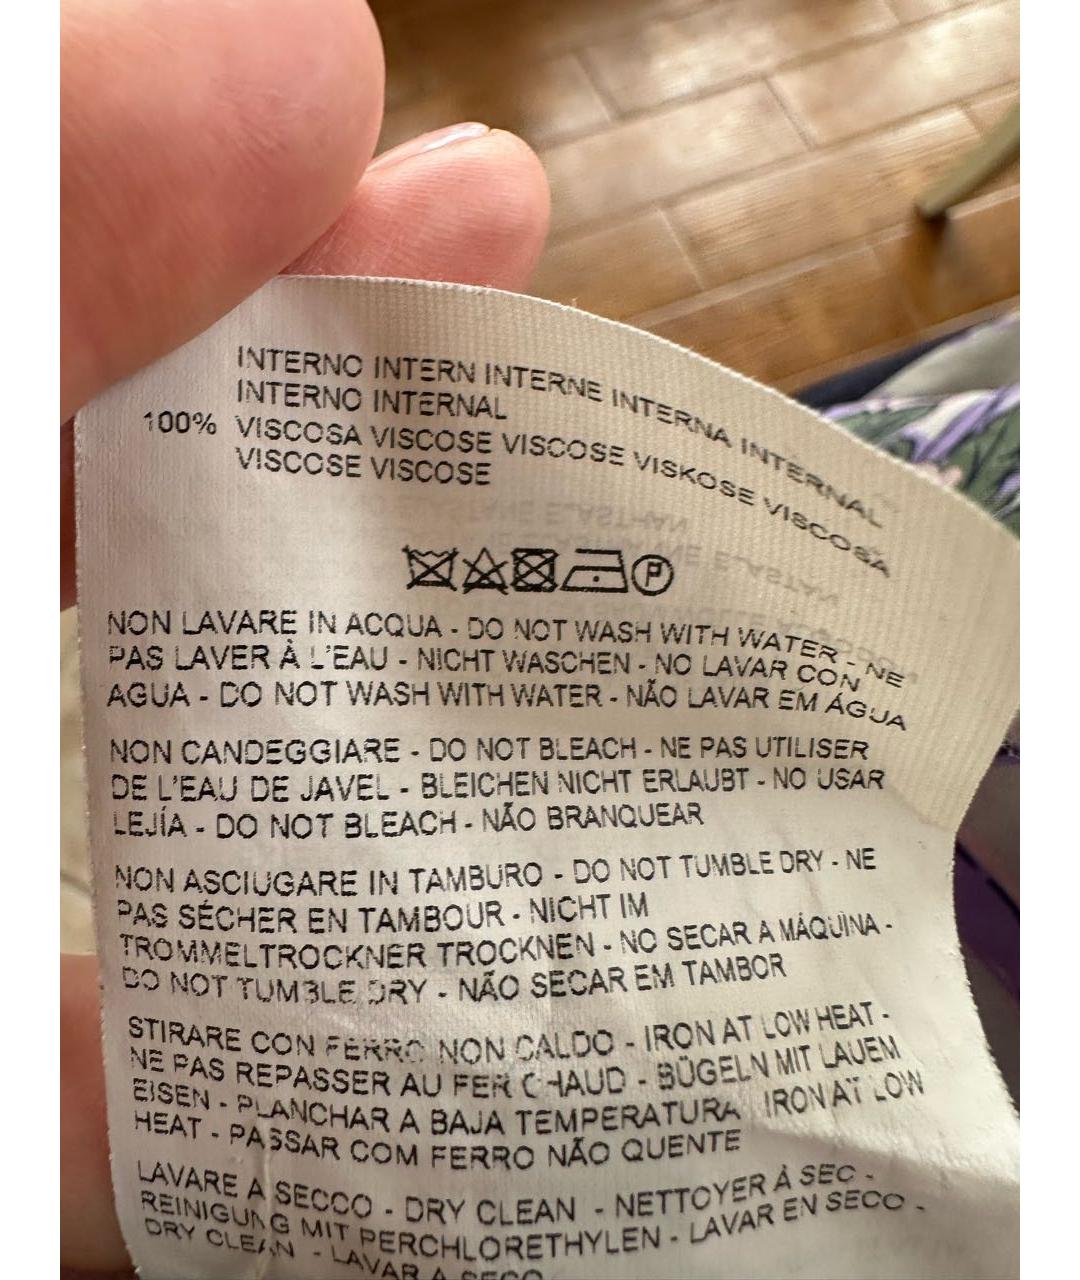 INTERNO INTERN INTERNE INTERNA INTERNAL
INTERNO INTERNAL
100% VISCOSA VISCOSE VISCOSE VISKOSE VISCOSA
VISCOSE VISCOSE
P
NON LAVARE IN ACQUA - DO NOT WASH WITH WATER - NE
PAS LAVER À L'EAU - NICHT WASCHEN - NO LAVAR CON
AGUA - DO NOT WASH WITH WATER - NÃO LAVAR EM ÁGUA
NON CANDEGGIARE - DO NOT BLEACH - NE PAS UTILISER
DE L'EAU DE JAVEL - BLEICHEN NICHT ERLAUBT - NO USAR
LEJÍA - DO NOT BLEACH - NÃO BRANQUEAR
NON ASCIUGARE IN TAMBURO - DO NOT TUMBLE DRY - NE
PAS SÉCHER EN TAMBOUR - NICHT IM
TROMMELTROCKNER TROCKNEN - NO SECAR A MÁQUINA -
DO NOT TUMBLE DRY - NÃO SECAR EM TAMBOR
STIRARE CON FERRO NON CALDO - IRON AT LOW HEAT -
NE PAS REPASSER AU FER CHAUD - BÜGELN MIT LAUEM
EISEN - PLANCHAR A BAJA TEMPERATURA IRON AT LOW
HEAT - PASSAR COM FERRO NÃO QUENTE
LAVARE A SECCO - DRY CLEAN - NETTOYER À SEC -
REINIGUNG MIT PERCHLORETHYLEN - LAVAR EN SECO -
DRY CLEAN - LAVAR A SECO